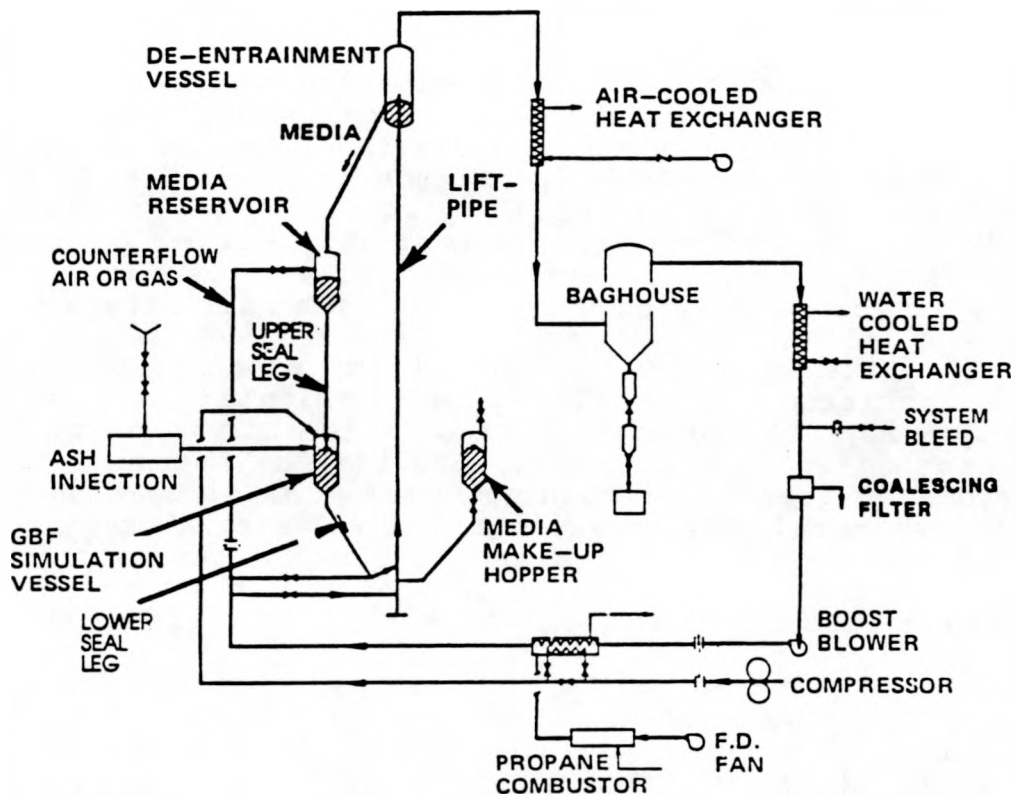 DE-ENTRAINMENT
VESSEL
AIR-COOLED
HEAT EXCHANGER
MEDIA
MEDIA
RESERVOIR
LIFT-
PIPE
COUNTERFLOW
AIR OR GAS
BAGHOUSE
WATER
COOLED
HEAT
EXCHANGER
UPPER
SEAL
LEG
SYSTEM
BLEED
ASH
INJECTION
COALESCING
FILTER
GBF
SIMULATION
VESSEL
MEDIA
MAKE-UP
HOPPER
LOWER
SEAL
LEG
BOOST
BLOWER
COMPRESSOR
PROPANE
COMBUSTOR
F.D.
FAN